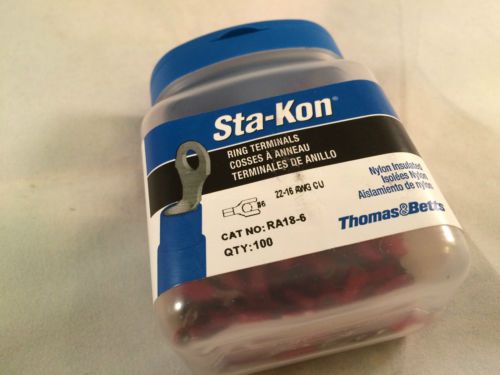 Sta-Kon®
RING TERMINALS
COSSES À ANNEAU
TERMINALES DE ANILLO
Nylon Insulated
Isolées Nylon
Aislamiento de nylon
#6 22-16 AWG CU
CAT NO: RA18-6
QTY: 100
Thomas&Betts